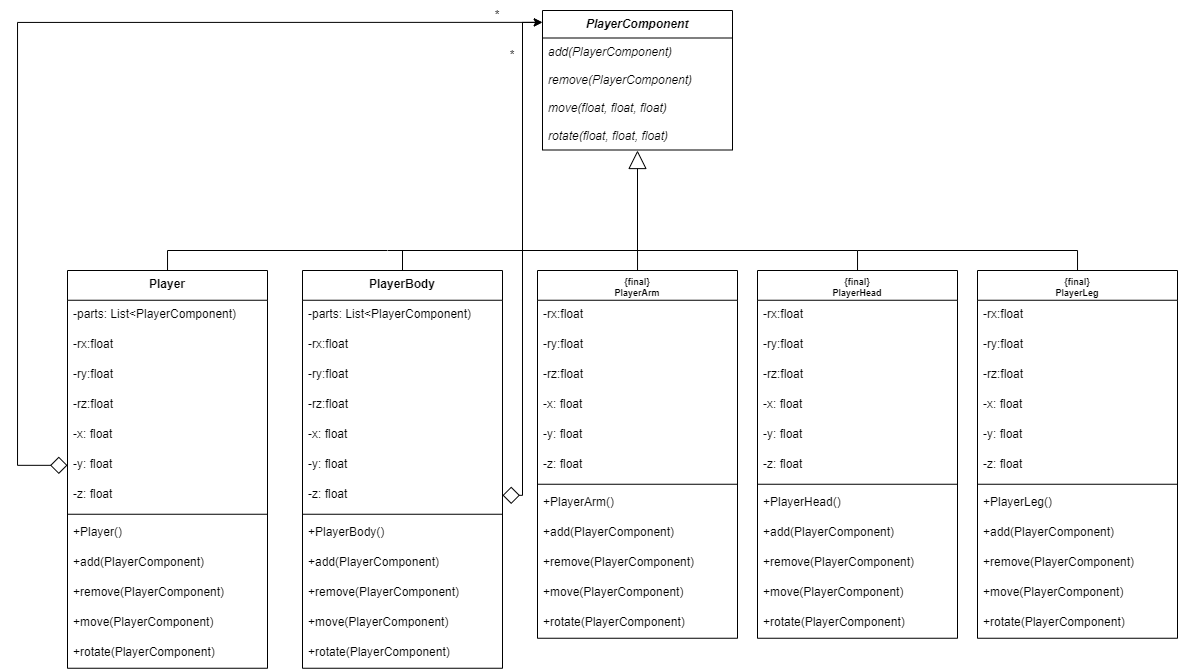 *
*
PlayerComponent
add(PlayerComponent)
remove(PlayerComponent)
move(float, float, float)
rotate(float, float, float)
Player
-parts: List<PlayerComponent)
-rx:float
-ry:float
-rz:float
-x: float
-y: float
-z: float
+Player()
+add(PlayerComponent)
+remove(PlayerComponent)
+move(PlayerComponent)
+rotate(PlayerComponent)
PlayerBody
-parts: List<PlayerComponent)
-rx:float
-ry:float
-rz:float
-x: float
-y: float
-z: float
+PlayerBody()
+add(PlayerComponent)
+remove(PlayerComponent)
+move(PlayerComponent)
+rotate(PlayerComponent)
{final}
PlayerArm
-rx:float
-ry:float
-rz:float
-x: float
-y: float
-z: float
+PlayerArm()
+add(PlayerComponent)
+remove(PlayerComponent)
+move(PlayerComponent)
+rotate(PlayerComponent)
{final}
PlayerHead
-rx:float
-ry:float
-rz:float
-x: float
-y: float
-z: float
+PlayerHead()
+add(PlayerComponent)
+remove(PlayerComponent)
+move(PlayerComponent)
+rotate(PlayerComponent)
{final}
PlayerLeg
-rx:float
-ry:float
-rz:float
-x: float
-y: float
-z: float
+PlayerLeg()
+add(PlayerComponent)
+remove(PlayerComponent)
+move(PlayerComponent)
+rotate(PlayerComponent)